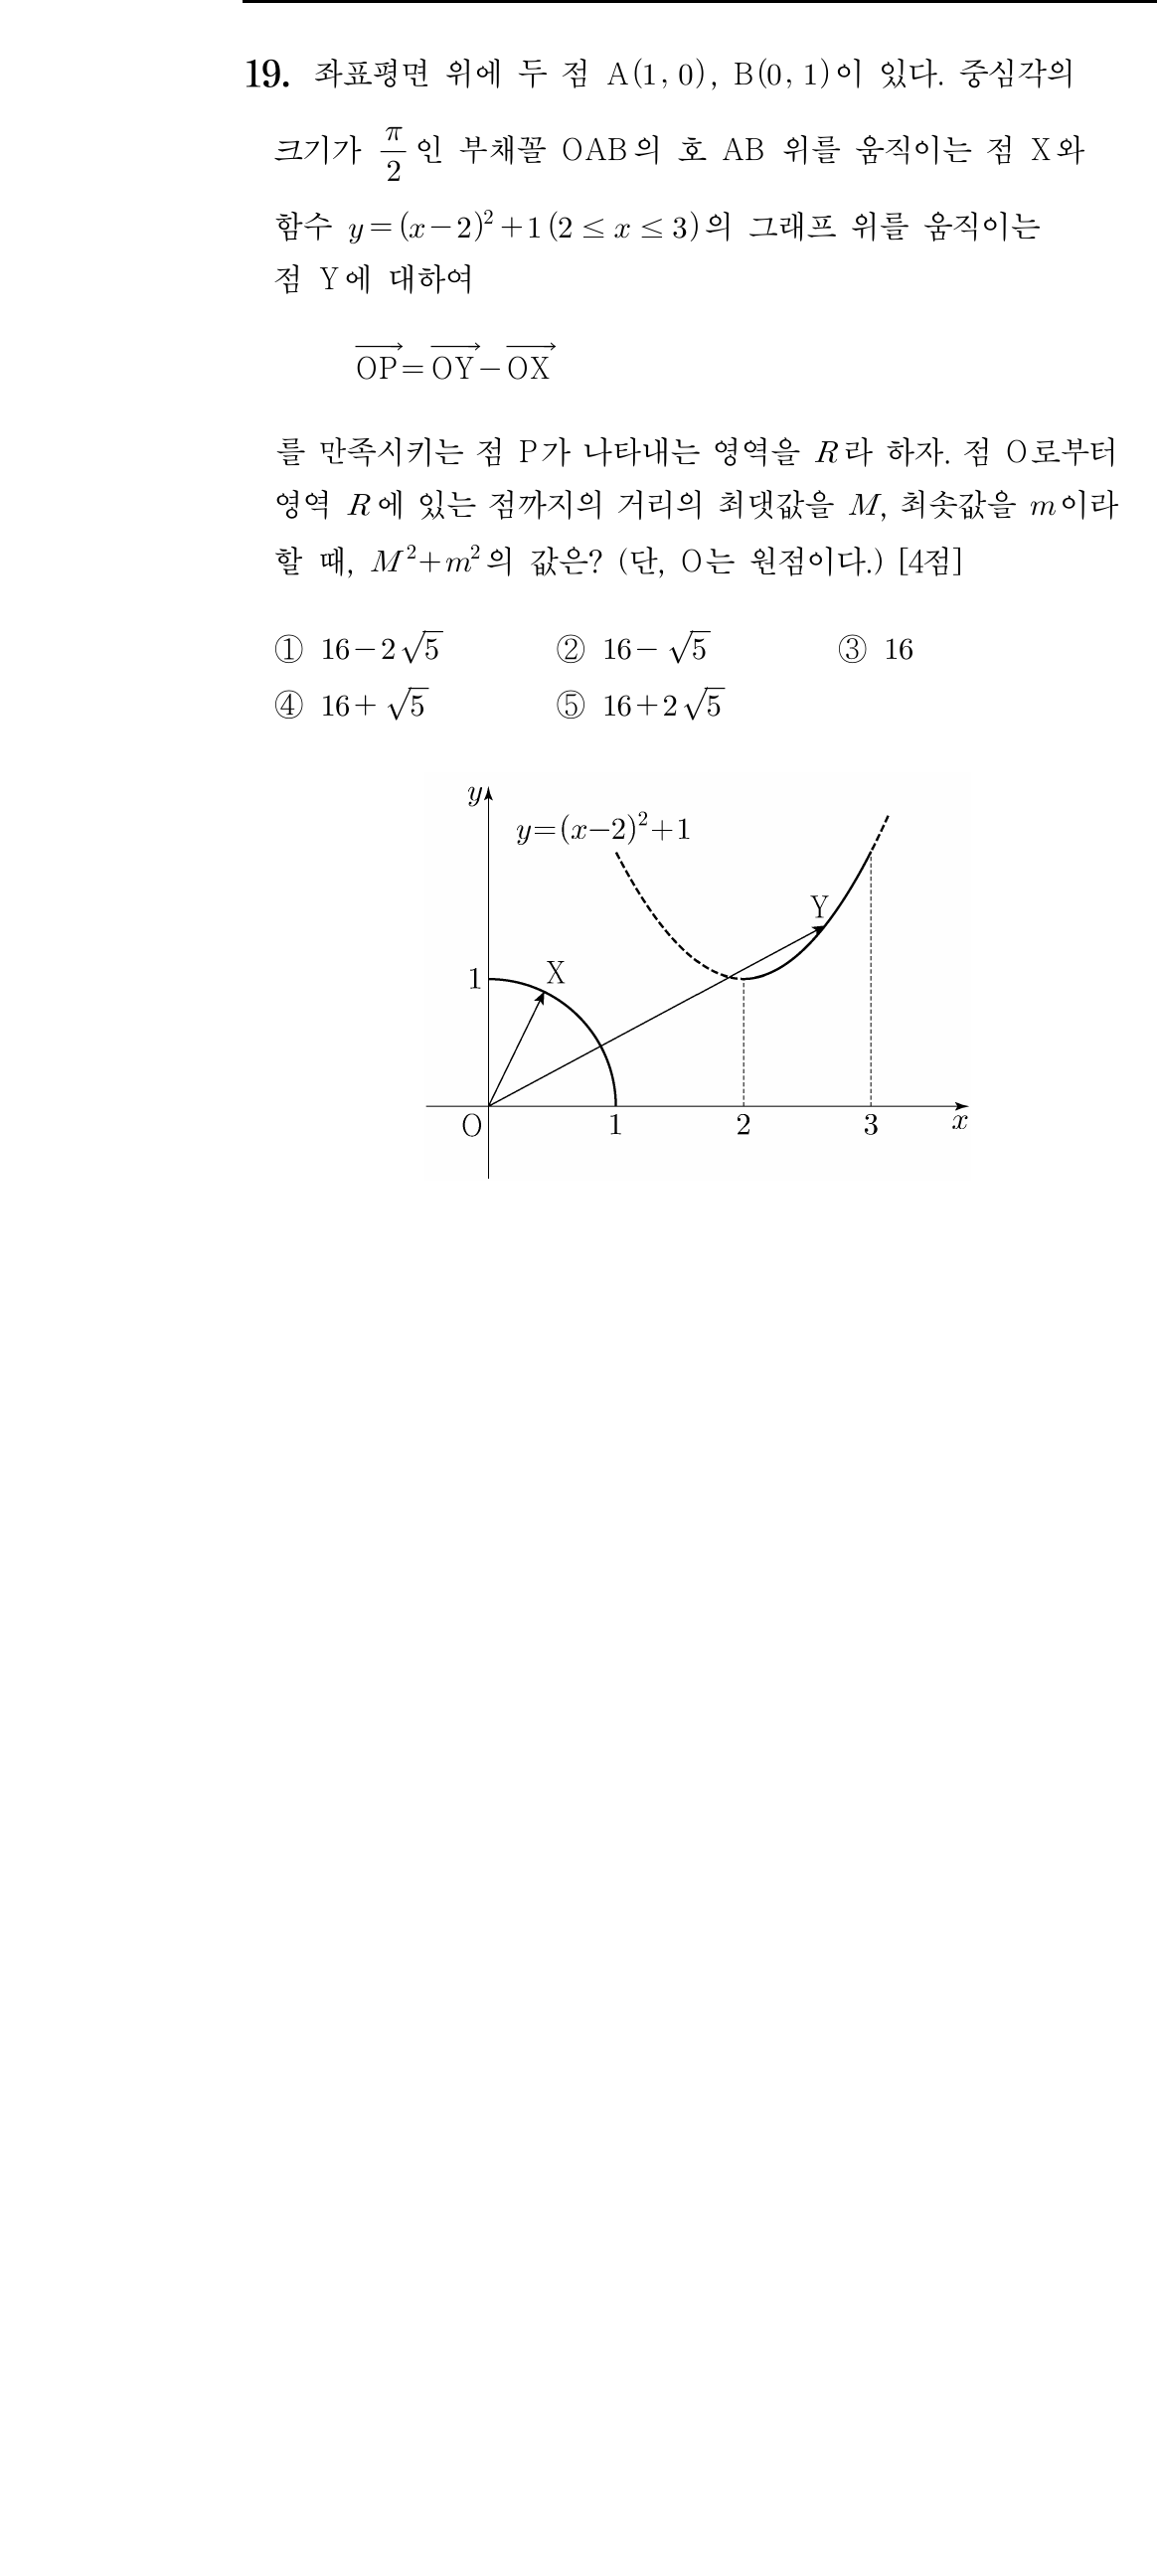 19. 좌표평면 위에 두 점 A(1, 0), B(0, 1)이 있다. 중심각의
크기가 π/2 인 부채꼴 OAB의 호 AB 위를 움직이는 점 X와
함수 y=(x-2)²+1(2≤x≤3)의 그래프 위를 움직이는
점 Y에 대하여
\overrightarrow{OP}=\overrightarrow{OY}-\overrightarrow{OX}
를 만족시키는 점 P가 나타내는 영역을 R라 하자. 점 O로부터
영역 R에 있는 점까지의 거리의 최댓값을 M, 최솟값을 m이라
할 때, M²+m²의 값은? (단, O는 원점이다.) [4점]
① 16-2√5 ② 16-√5 ③ 16
④ 16+√5 ⑤ 16+2√5
y
y=(x-2)²+1
Y
1 X
O 1 2 3 x